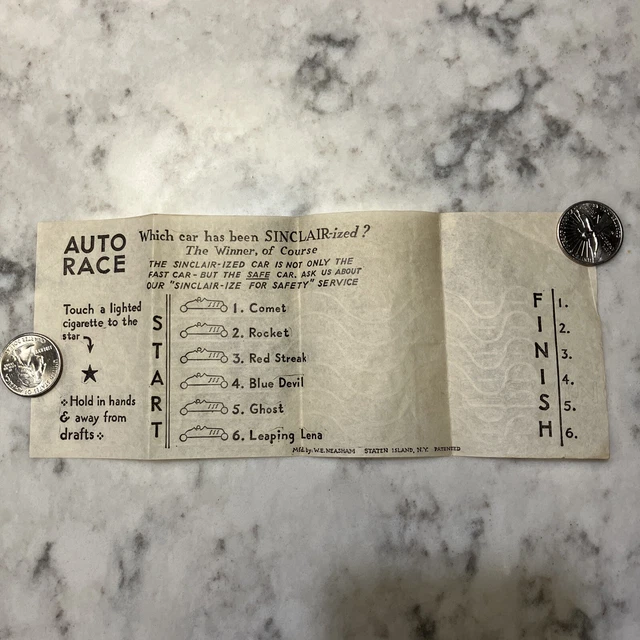 AUTO
RACE
Which car has been SINCLAIR-ized?
The Winner, of Course
THE SINCLAIR-IZED CAR IS NOT ONLY THE
FAST CAR - BUT THE SAFE CAR. ASK US ABOUT
OUR "SINCLAIR-IZE FOR SAFETY" SERVICE
Touch a lighted
cigarette to the
star
Hold in hands
& away from
drafts
START
1. Comet
2. Rocket
3. Red Streak
4. Blue Devil
5. Ghost
6. Leaping Lena
FINISH
1.
2.
3.
4.
5.
6.
Mfd. by W.E. NEASHAM STATEN ISLAND, N.Y. PATENTED